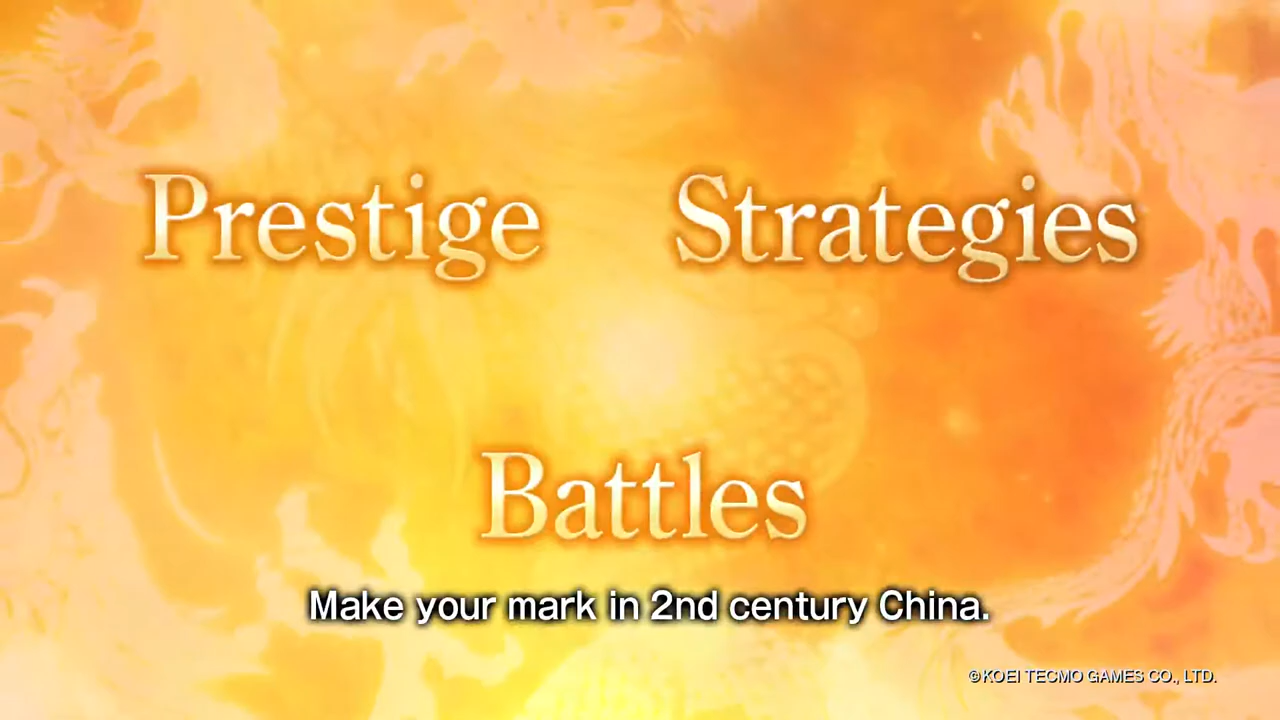 Prestige Strategies
Battles
Make your mark in 2nd century China.
©KOEI TECMO GAMES CO., LTD.